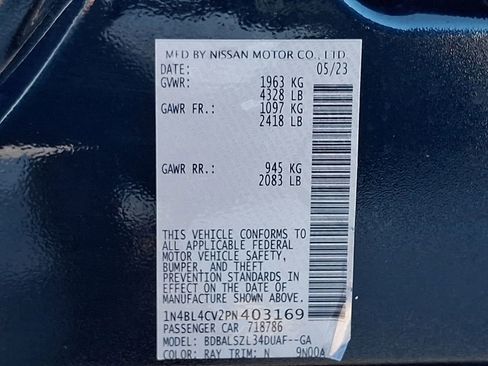 MFD BY NISSAN MOTOR CO., LTD.
DATE: 05/23
GVWR: 1963 KG
4328 LB
GAWR FR.: 1097 KG
2418 LB
GAWR RR.: 945 KG
2083 LB
THIS VEHICLE CONFORMS TO
ALL APPLICABLE FEDERAL
MOTOR VEHICLE SAFETY,
BUMPER, AND THEFT
PREVENTION STANDARDS IN
EFFECT ON THE DATE OF
MANUFACTURE SHOWN ABOVE.
1N4BL4CV2PN403169
PASSENGER CAR 718786
MODEL: BDBALSZL34DUAF--GA
COLOR: RAY TRIM: N 9N00A